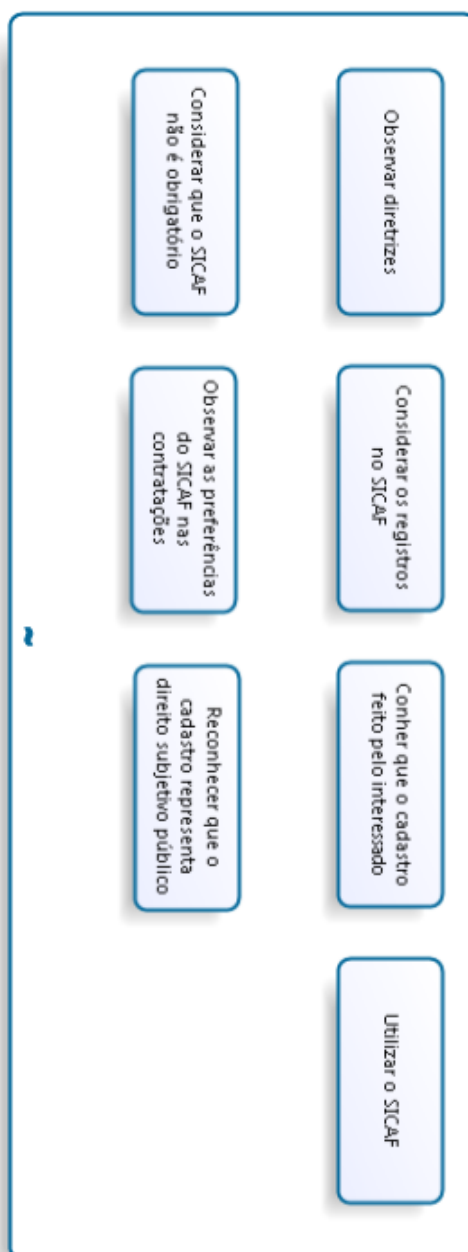 Observar diretrizes
Considerar os registros
no SICAF
Conher que o cadastro
feito pelo interessado
Utilizar o SICAF
Considerar que o SICAF
não é obrigatório
Observar as preferências
do SICAF nas
contratações
Reconhecer que o
cadastro representa
direito subjetivo público
~